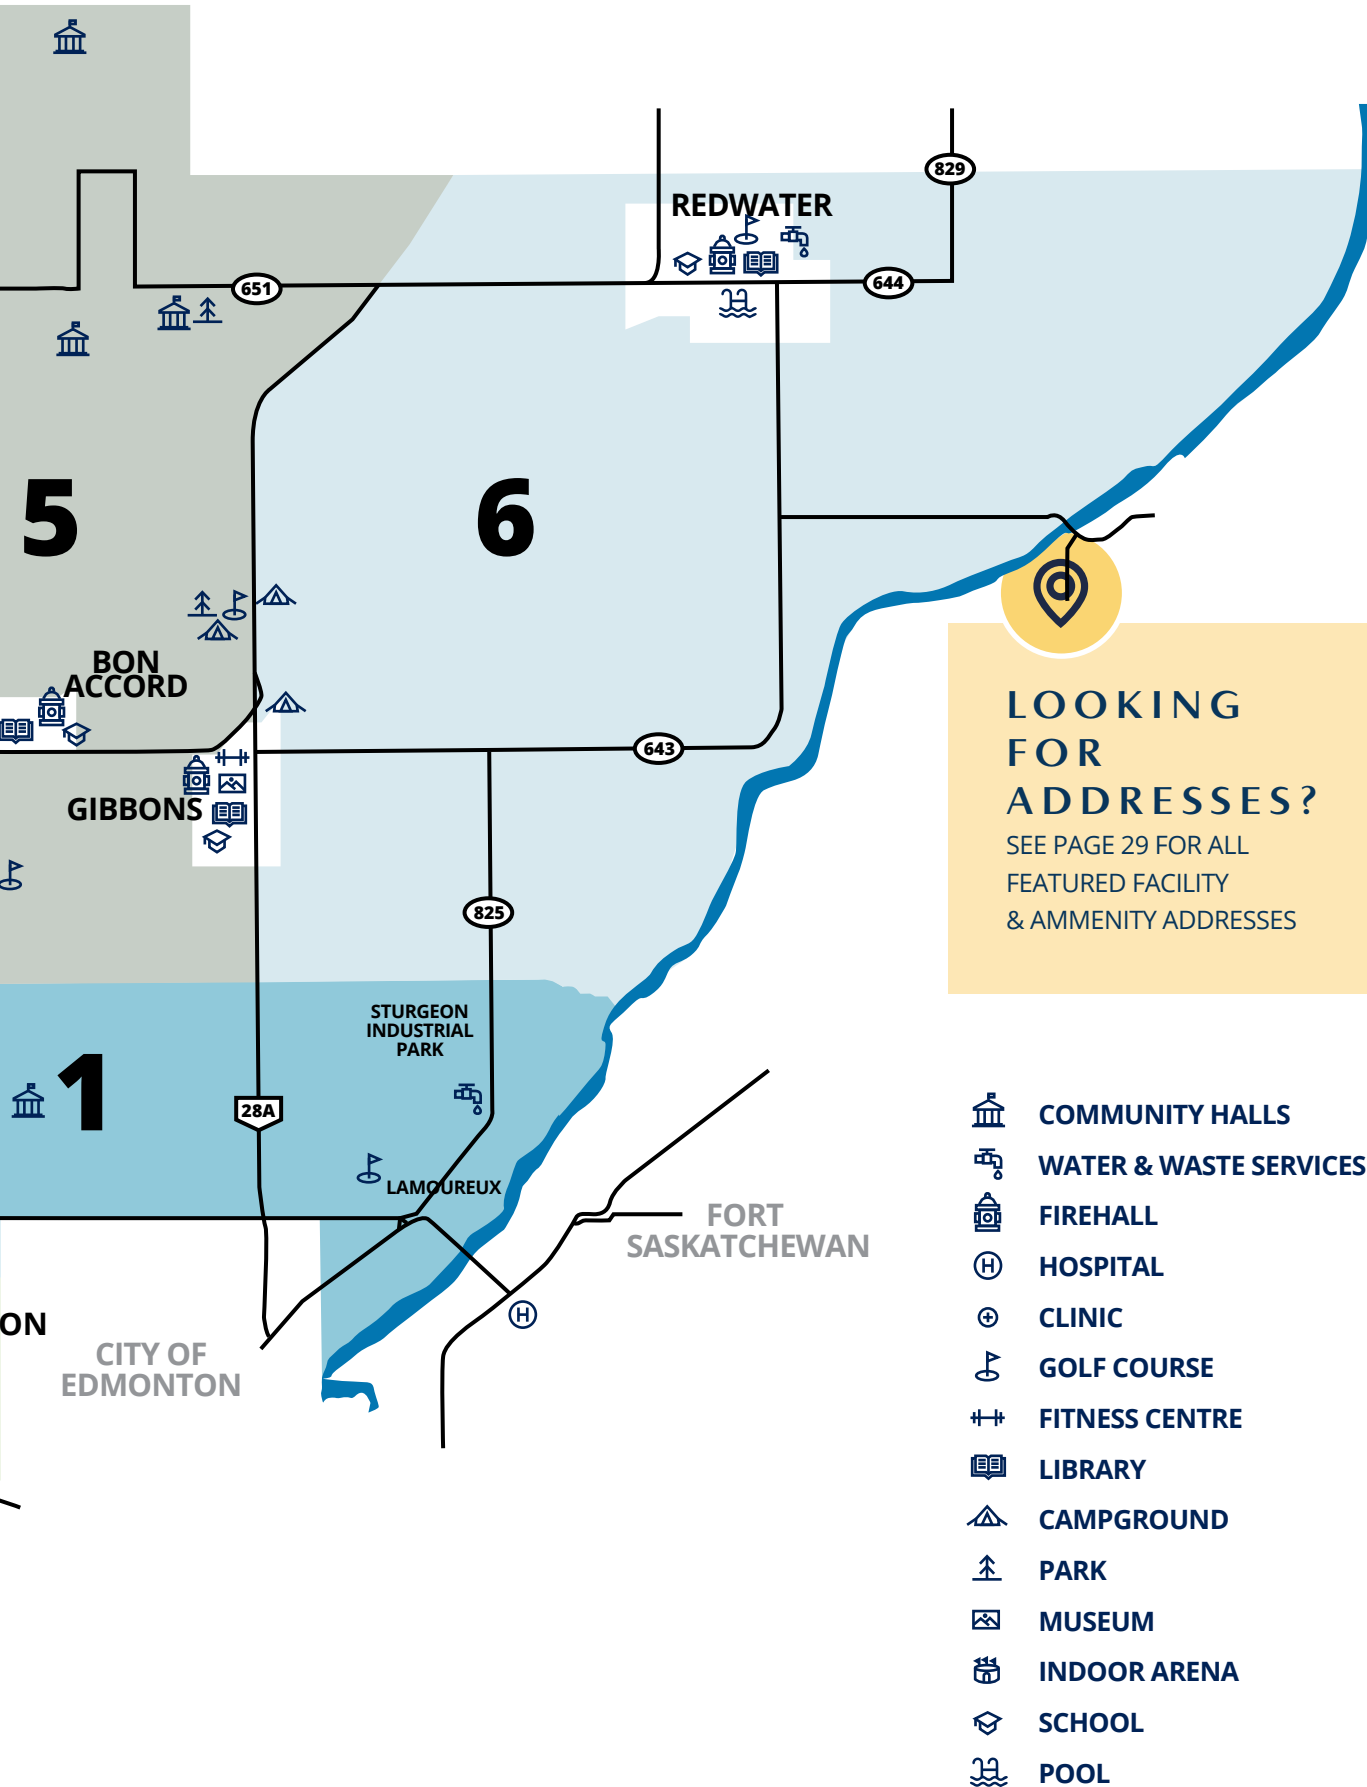 829
REDWATER
651
644
5
6
BON
ACCORD
643
GIBBONS
825
LOOKING
FOR
ADDRESSES?
SEE PAGE 29 FOR ALL
FEATURED FACILITY
& AMMENITY ADDRESSES
STURGEON
INDUSTRIAL
PARK
1
28A
LAMOUREUX
FORT
SASKATCHEWAN
H
ON
CITY OF
EDMONTON
COMMUNITY HALLS
WATER & WASTE SERVICES
FIREHALL
H HOSPITAL
CLINIC
GOLF COURSE
FITNESS CENTRE
LIBRARY
CAMPGROUND
PARK
MUSEUM
INDOOR ARENA
SCHOOL
POOL